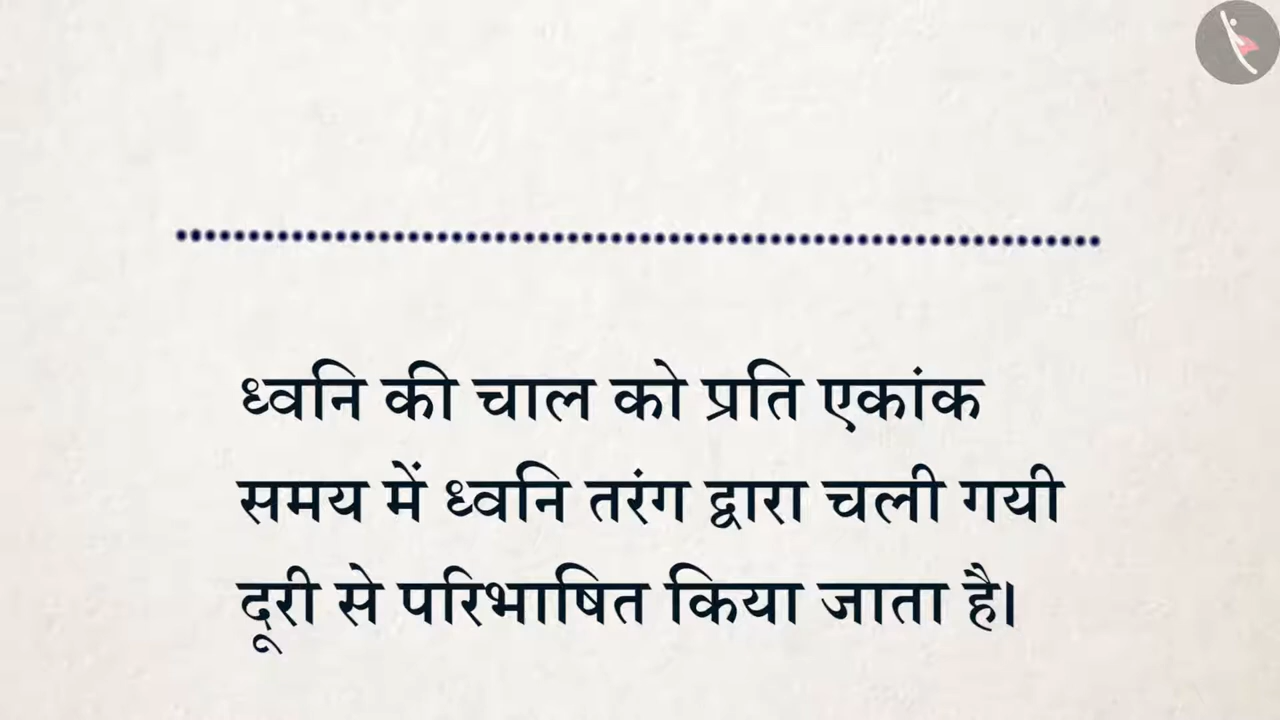 ध्वनि की चाल को प्रति एकांक
समय में ध्वनि तरंग द्वारा चली गयी
दूरी से परिभाषित किया जाता है।